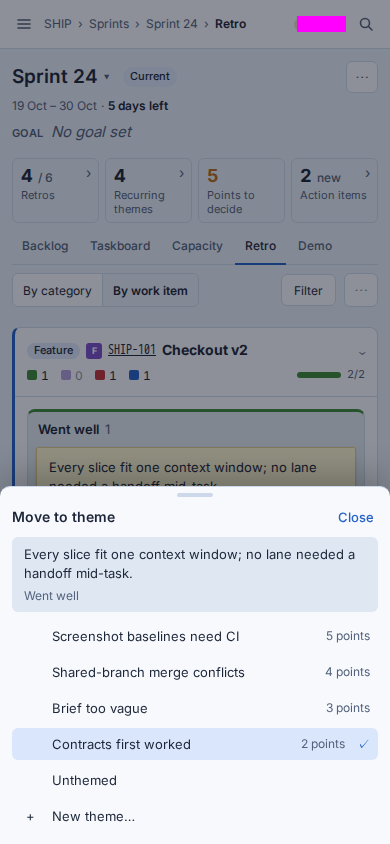 SHIP › Sprints › Sprint 24 › Retro
Sprint 24 ▾ Current ···
19 Oct – 30 Oct · 5 days left
GOAL No goal set
4 / 6 ›
Retros
4 ›
Recurring themes
5
Points to decide
2 new ›
Action items
Backlog Taskboard Capacity Retro Demo
By category By work item Filter ···
Feature F SHIP-101 Checkout v2
1 0 1 1 2/2
Went well 1
Every slice fit one context window; no lane
needed a handoff mid-task.
Move to theme Close
Every slice fit one context window; no lane needed a
handoff mid-task.
Went well
Screenshot baselines need CI 5 points
Shared-branch merge conflicts 4 points
Brief too vague 3 points
Contracts first worked 2 points ✓
Unthemed
+ New theme...